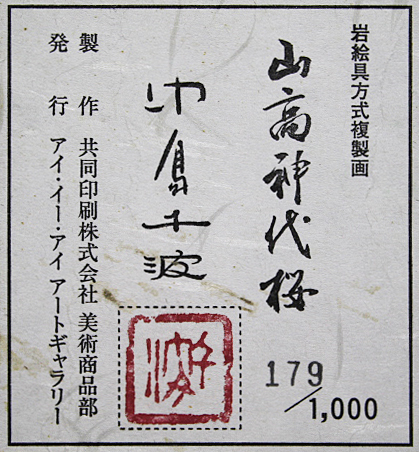 岩絵具方式複製画
山高神代桜
179/1,000
中島千波
製作 共同印刷株式会社 美術商品部
発行 アイ・イー・アイ アートギャラリー